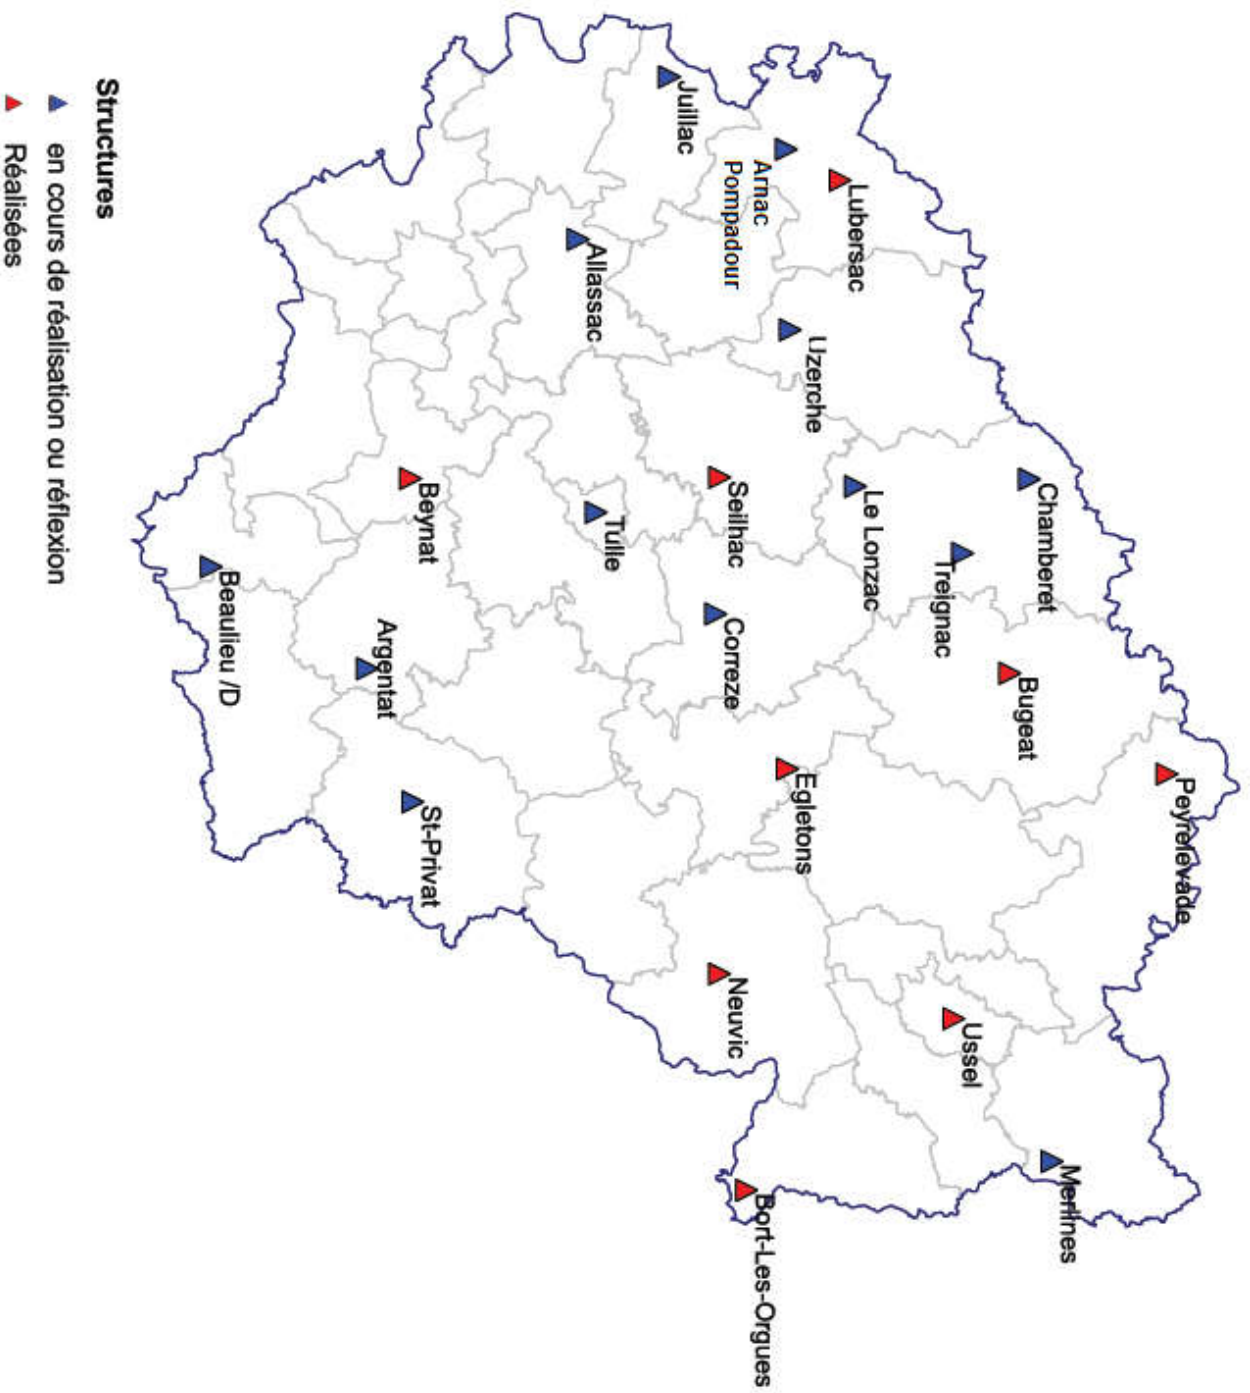 Peyrelevade
Merlines
Chamberet
Bugeat
Ussel
Treignac
Le Lonzac
Lubersac
Uzerche
Egletons
Arnac
Pompadour
Bort-Les-Orgues
Seilhac
Correze
Neuvic
Juillac
Tulle
Allassac
Beynat
St-Privat
Argentat
Beaulieu /D
Structures
en cours de réalisation ou réflexion
Réalisées